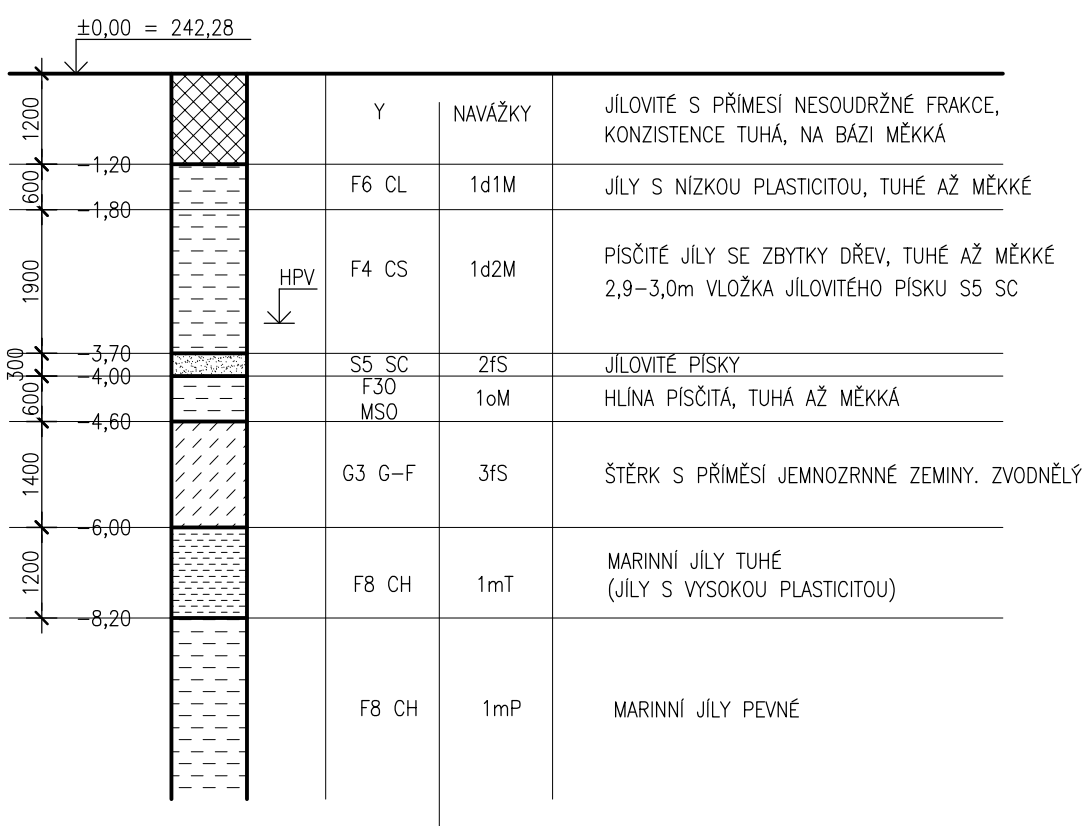 ±0,00 = 242,28
1200
Y
NAVÁŽKY
JÍLOVITÉ S PŘÍMESÍ NESOUDRŽNÉ FRAKCE,
KONZISTENCE TUHÁ, NA BÁZI MĚKKÁ
-1,20
600
F6 CL
1d1M
JÍLY S NÍZKOU PLASTICITOU, TUHÉ AŽ MĚKKÉ
-1,80
1900
HPV
F4 CS
1d2M
PÍSČITÉ JÍLY SE ZBYTKY DŘEV, TUHÉ AŽ MĚKKÉ
2,9-3,0m VLOŽKA JÍLOVITÉHO PÍSKU S5 SC
-3,70
300
S5 SC
2fS
JÍLOVITÉ PÍSKY
-4,00
600
F3O
MSO
1oM
HLÍNA PÍSČITÁ, TUHÁ AŽ MĚKKÁ
-4,60
1400
G3 G-F
3fS
ŠTĚRK S PŘÍMĚSÍ JEMNOZRNNÉ ZEMINY. ZVODNĚLÝ
-6,00
1200
F8 CH
1mT
MARINNÍ JÍLY TUHÉ
(JÍLY S VYSOKOU PLASTICITOU)
-8,20
F8 CH
1mP
MARINNÍ JÍLY PEVNÉ